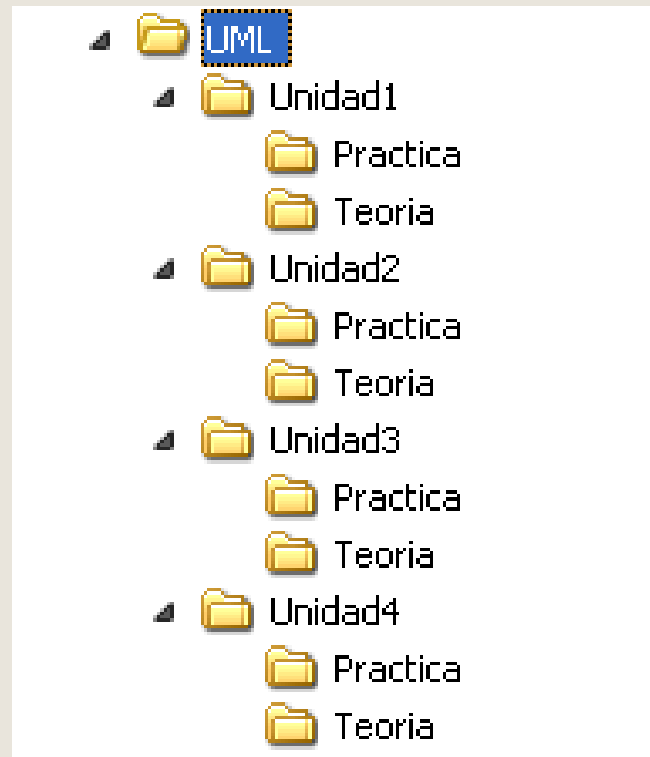 UML
Unidad1
Practica
Teoria
Unidad2
Practica
Teoria
Unidad3
Practica
Teoria
Unidad4
Practica
Teoria